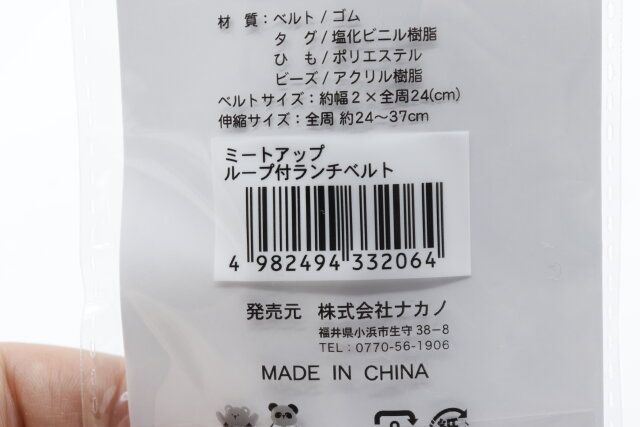 材 質：ベルト/ゴム
タ グ/塩化ビニル樹脂
ひ も/ポリエステル
ビーズ/アクリル樹脂
ベルトサイズ：約幅2×全周24(cm)
伸縮サイズ：全周 約24～37cm
ミートアップ
ループ付ランチベルト
4 982494 332064
発売元 株式会社ナカノ
福井県小浜市生守38-8
TEL：0770-56-1906
MADE IN CHINA
紙